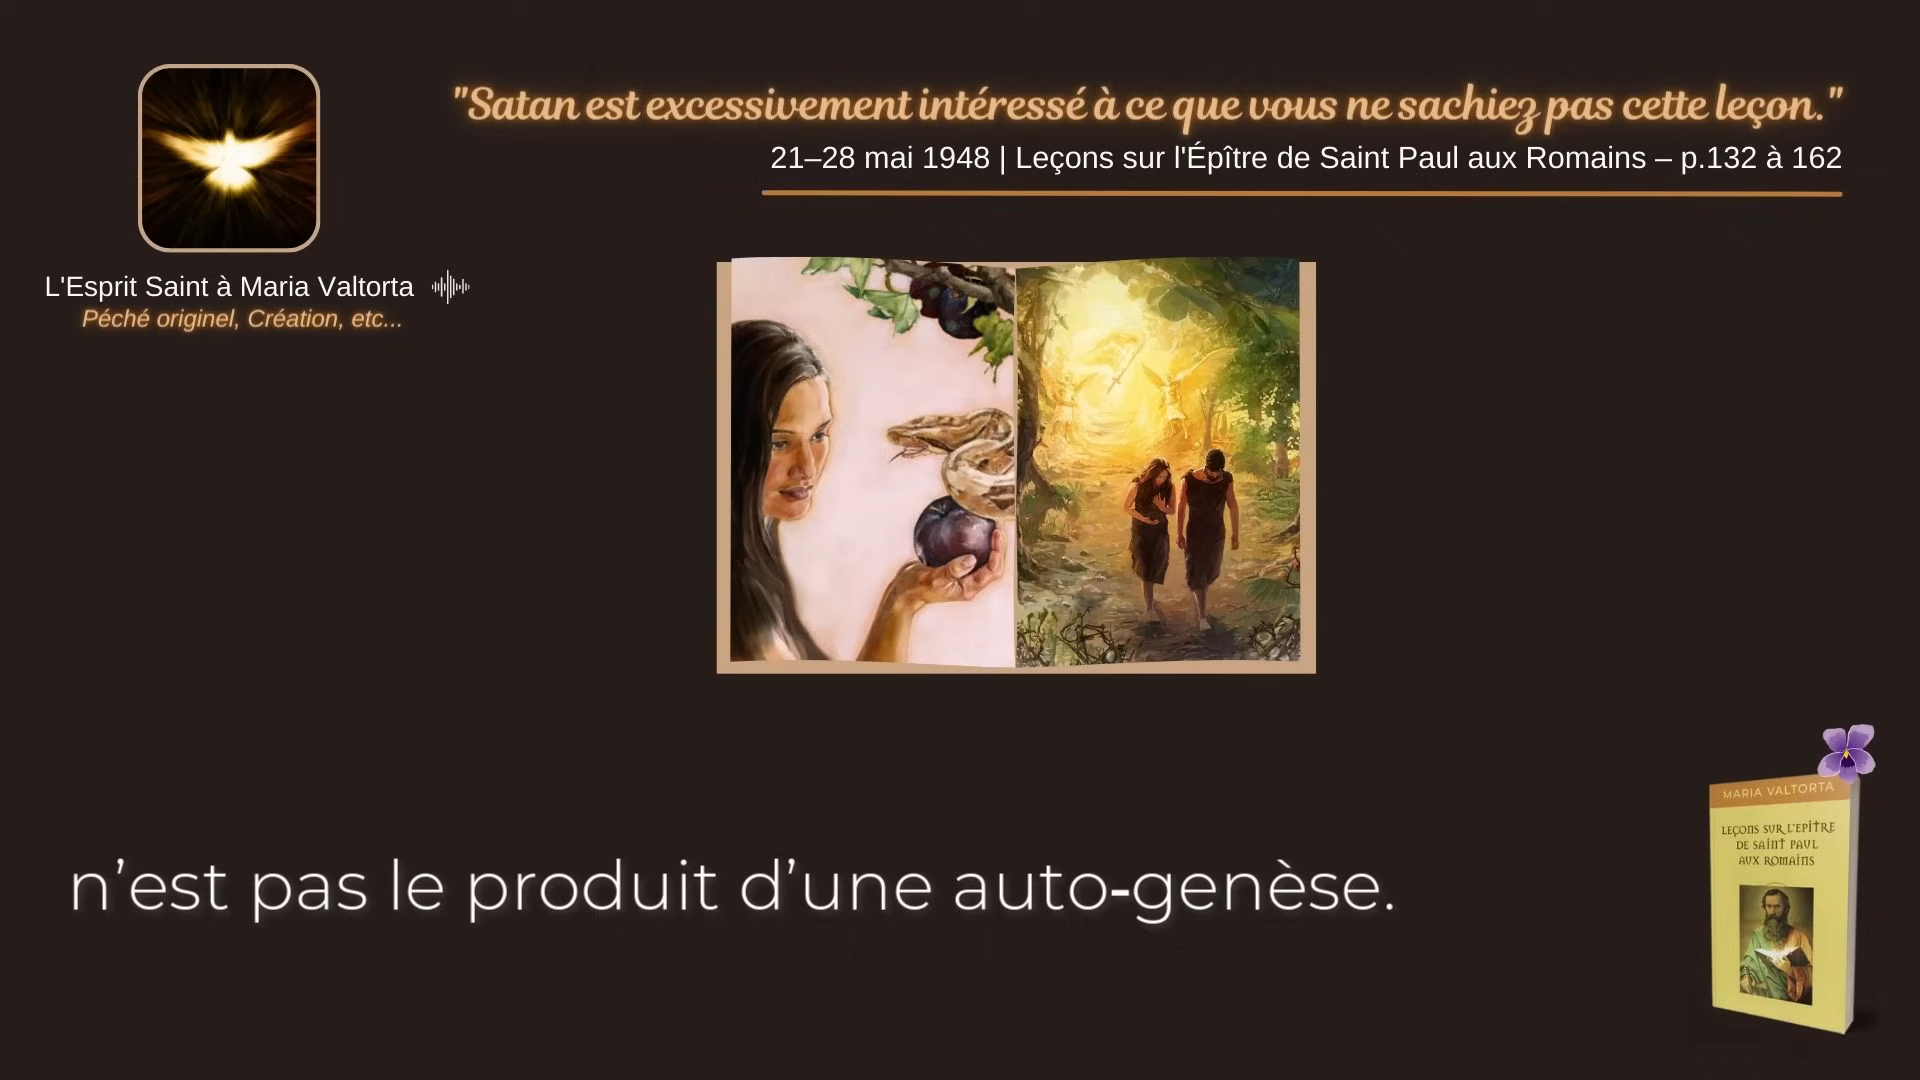 "Satan est excessivement intéressé à ce que vous ne sachiez pas cette leçon."
21–28 mai 1948 | Leçons sur l'Épître de Saint Paul aux Romains – p.132 à 162
L'Esprit Saint à Maria Valtorta
Péché originel, Création, etc...
n’est pas le produit d’une auto-genèse.
MARIA VALTORTA
LEÇONS SUR L'EPÎTRE
DE SAINT PAUL
AUX ROMAINS